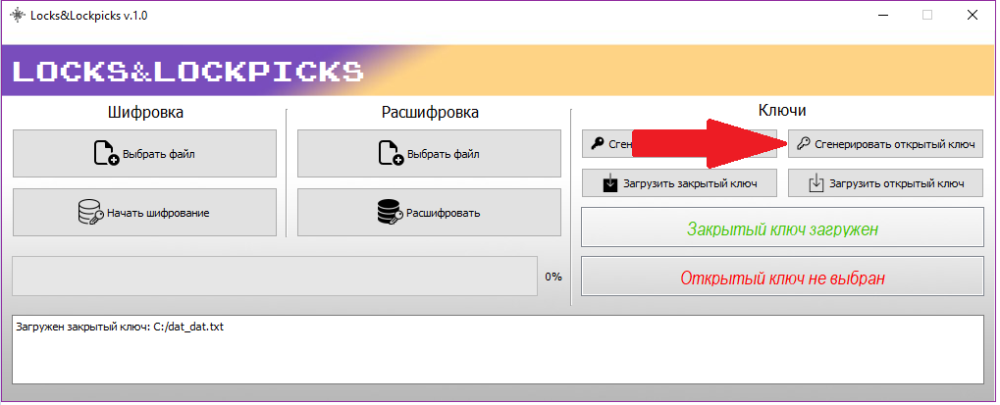 Locks&Lockpicks v.1.0
LOCKS&LOCKPICKS
Шифровка
Выбрать файл
Начать шифрование
Расшифровка
Выбрать файл
Расшифровать
Ключи
Сгенерировать открытый ключ
Загрузить закрытый ключ
Загрузить открытый ключ
Закрытый ключ загружен
Открытый ключ не выбран
0%
Загружен закрытый ключ: C:/dat_dat.txt